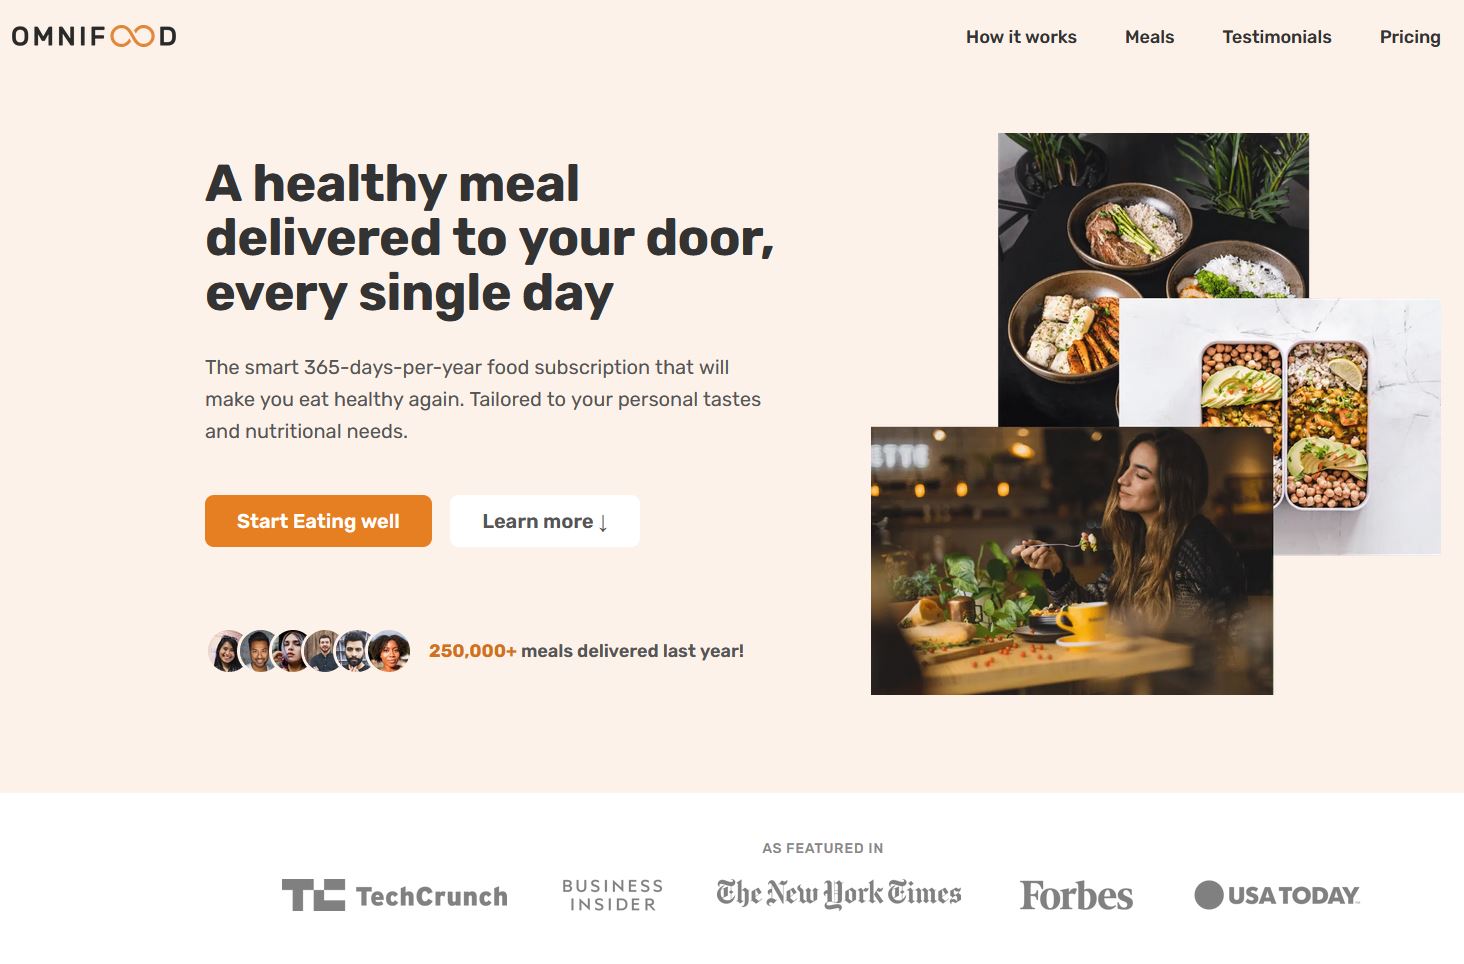 OMNIFOOD
How it works
Meals
Testimonials
Pricing
A healthy meal
delivered to your door,
every single day
The smart 365-days-per-year food subscription that will
make you eat healthy again. Tailored to your personal tastes
and nutritional needs.
Start Eating well
Learn more ↓
250,000+ meals delivered last year!
AS FEATURED IN
TC TechCrunch
BUSINESS
INSIDER
The New York Times
Forbes
USA TODAY